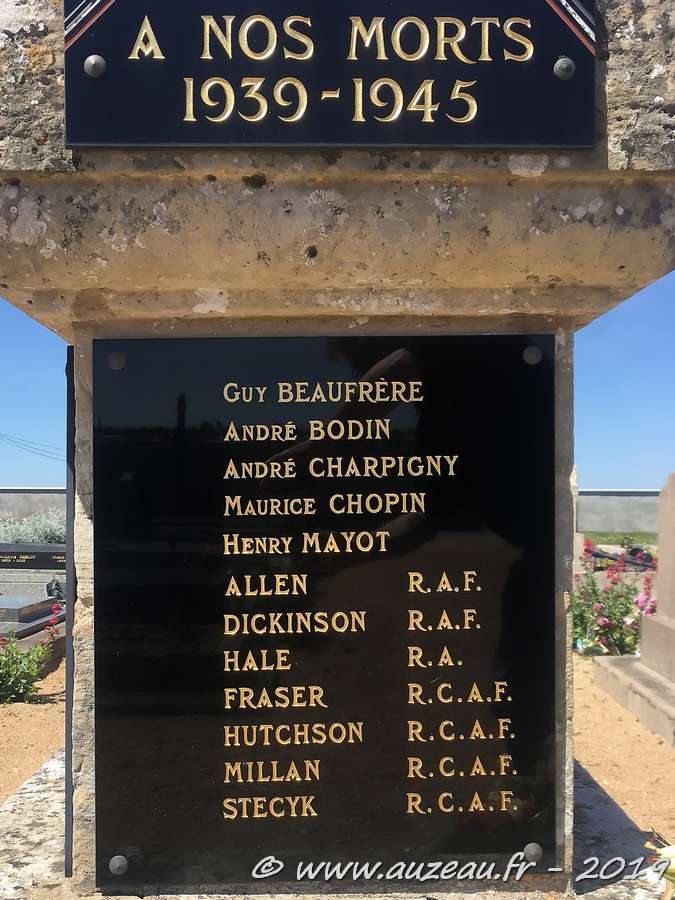 A NOS MORTS
1939-1945
Guy BEAUFRÈRE
André BODIN
André CHARPIGNY
Maurice CHOPIN
Henry MAYOT
ALLEN R.A.F.
DICKINSON R.A.F.
HALE R.A.
FRASER R.C.A.F.
HUTCHSON R.C.A.F.
MILLAN R.C.A.F.
STECYK R.C.A.F.
© www.auzeau.fr - 2019